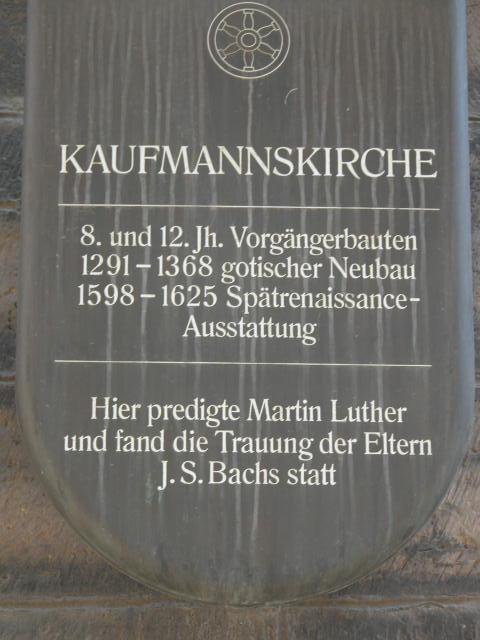 KAUFMANNSKIRCHE
8. und 12. Jh. Vorgängerbauten
1291 – 1368 gotischer Neubau
1598 – 1625 Spätrenaissance-
Ausstattung
Hier predigte Martin Luther
und fand die Trauung der Eltern
J. S. Bachs statt